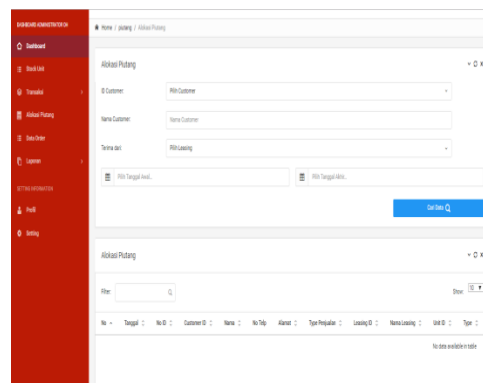 DASHBOARD ADMINISTRATOR OH
Dashboard
Stock Unit
Transaksi
Alokasi Piutang
Data Order
Laporan
SETTING INFORMATION
Profil
Setting
Home / piutang / Alokasi Piutang
Alokasi Piutang
ID Customer: Pilih Customer
Nama Customer: Nama Customer
Terima dari: Pilih Leasing
Pilih Tanggal Awal.. Pilih Tanggal Akhir..
Cari Data
Alokasi Piutang
Filter: Show: 10
No Tanggal No ID Customer ID Nama No Telp Alamat Type Penjualan Leasing ID Nama Leasing Unit ID Type
No data available in table